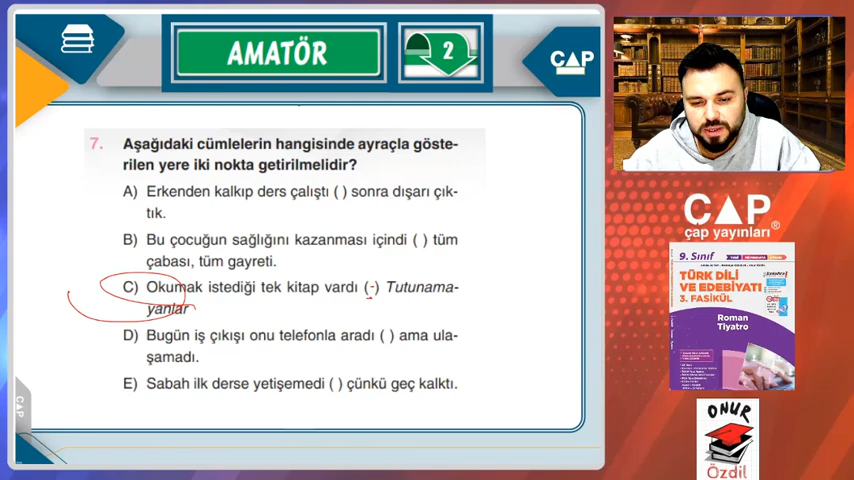 AMATÖR
2
ÇAP
7. Aşağıdaki cümlelerin hangisinde ayraçla göste-
rilen yere iki nokta getirilmelidir?
A) Erkenden kalkıp ders çalıştı ( ) sonra dışarı çık-
tık.
B) Bu çocuğun sağlığını kazanması içindi ( ) tüm
çabası, tüm gayreti.
C) Okumak istediği tek kitap vardı ( ) Tutunama-
yanlar
D) Bugün iş çıkışı onu telefonla aradı ( ) ama ula-
şamadı.
E) Sabah ilk derse yetişemedi ( ) çünkü geç kalktı.
ÇAP
ÇAP
çap yayınları®
9. Sınıf
TÜRK DİLİ
VE EDEBİYATI
3. FASİKÜL
Roman
Tiyatro
ONUR
Özdil